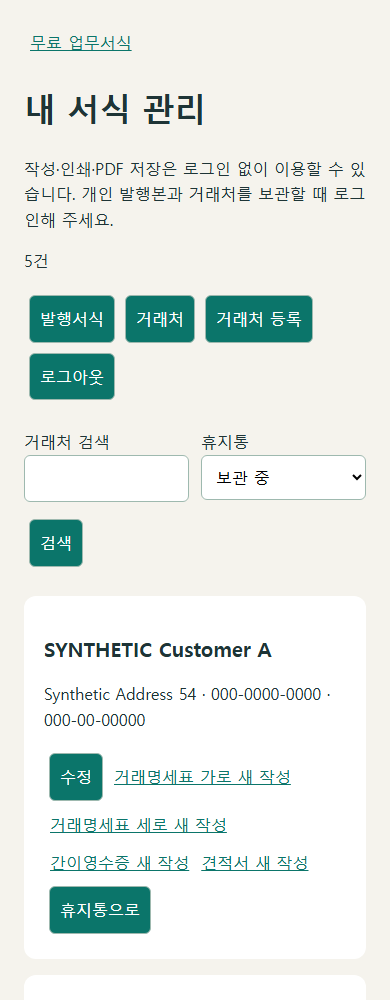 무료 업무서식
내 서식 관리
작성·인쇄·PDF 저장은 로그인 없이 이용할 수 있
습니다. 개인 발행본과 거래처를 보관할 때 로그
인해 주세요.
5건
발행서식 거래처 거래처 등록
로그아웃
거래처 검색 휴지통
보관 중
검색
SYNTHETIC Customer A
Synthetic Address 54 · 000-0000-0000 ·
000-00-00000
수정 거래명세표 가로 새 작성
거래명세표 세로 새 작성
간이영수증 새 작성 견적서 새 작성
휴지통으로